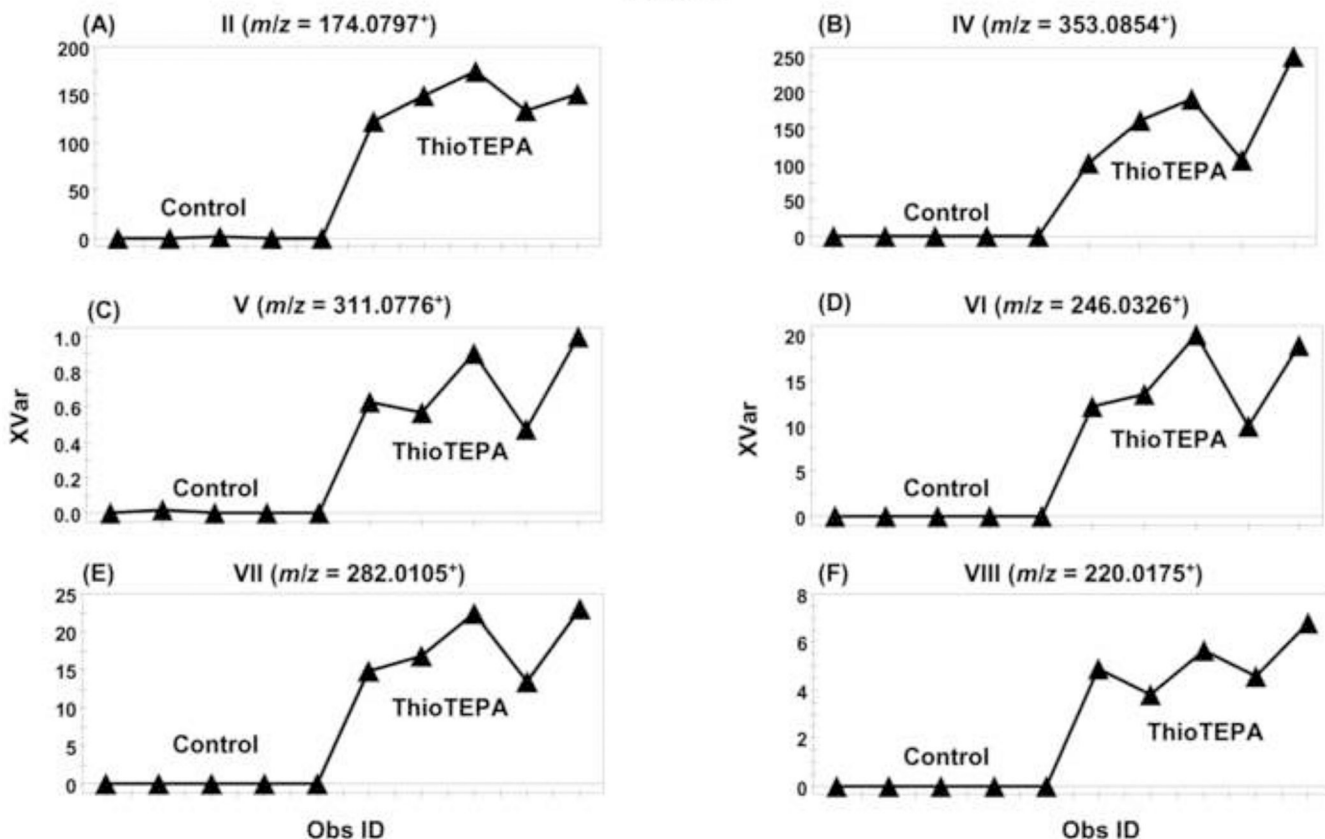 (A) II (m/z = 174.0797⁺)
200
150
100
50
0
Control
ThioTEPA
(B) IV (m/z = 353.0854⁺)
250
200
150
100
50
0
Control
ThioTEPA
(C) V (m/z = 311.0776⁺)
XVar
1.0
0.8
0.6
0.4
0.2
0.0
Control
ThioTEPA
(D) VI (m/z = 246.0326⁺)
XVar
20
15
10
5
0
Control
ThioTEPA
(E) VII (m/z = 282.0105⁺)
25
20
15
10
5
0
Control
ThioTEPA
Obs ID
(F) VIII (m/z = 220.0175⁺)
8
6
4
2
0
Control
ThioTEPA
Obs ID